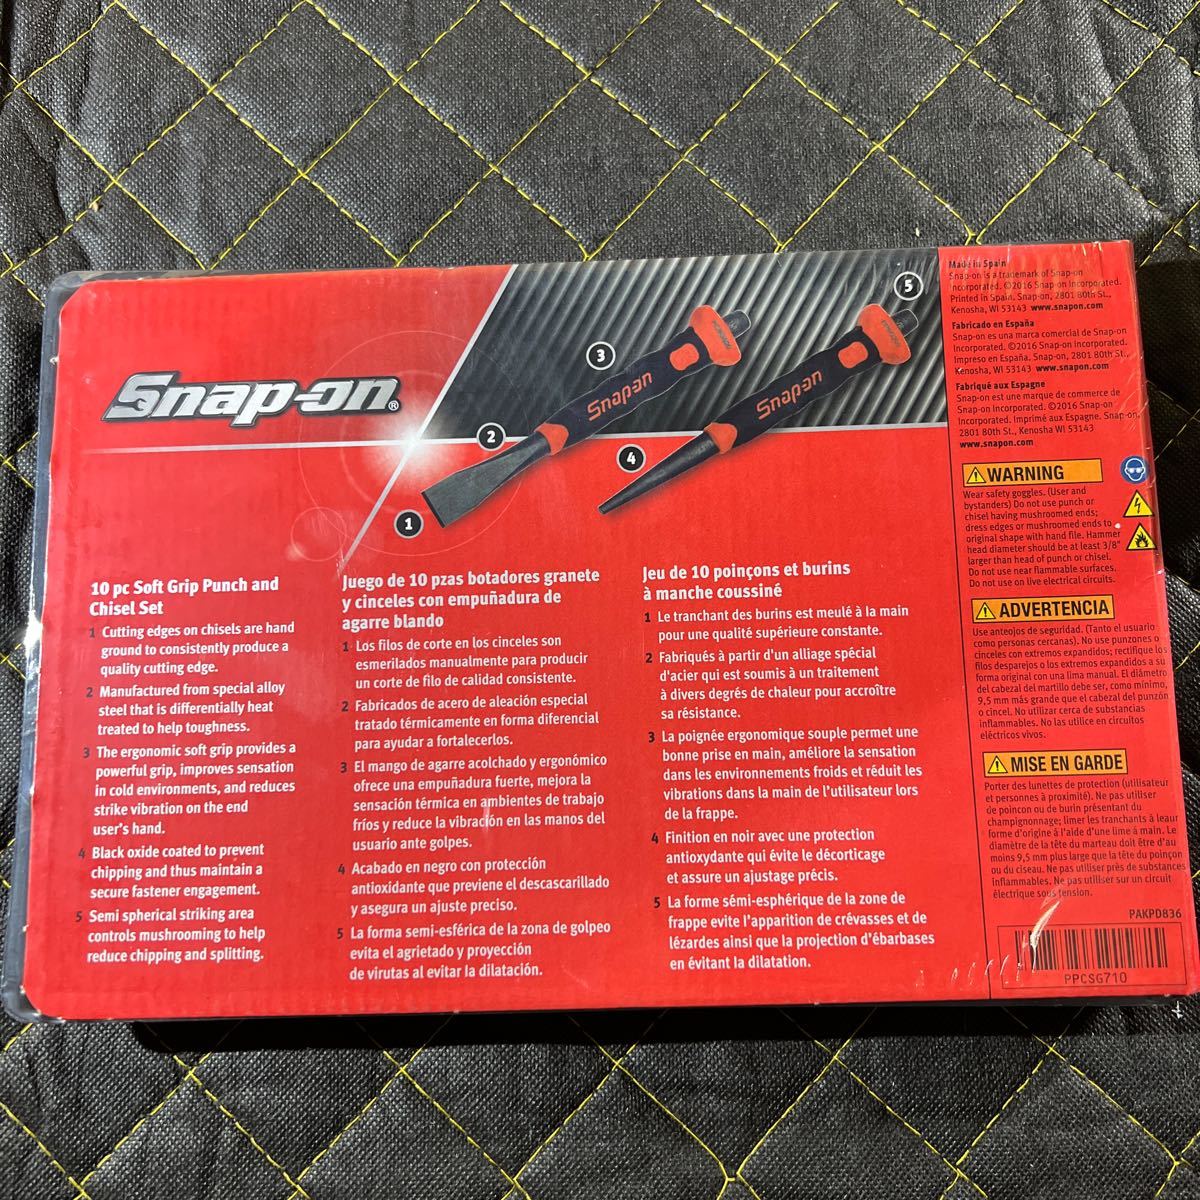 Snap-on®
3
5
2
4
1
Snap-on
Snap-on
10 pc Soft Grip Punch and
Chisel Set
1 Cutting edges on chisels are hand
ground to consistently produce a
quality cutting edge.
2 Manufactured from special alloy
steel that is differentially heat
treated to help toughness.
3 The ergonomic soft grip provides a
powerful grip, improves sensation
in cold environments, and reduces
strike vibration on the end
user's hand.
4 Black oxide coated to prevent
chipping and thus maintain a
secure fastener engagement.
5 Semi spherical striking area
controls mushrooming to help
reduce chipping and splitting.
Juego de 10 pzas botadores granete
y cinceles con empuñadura de
agarre blando
1 Los filos de corte en los cinceles son
esmerilados manualmente para producir
un corte de filo de calidad consistente.
2 Fabricados de acero de aleación especial
tratado térmicamente en forma diferencial
para ayudar a fortalecerlos.
3 El mango de agarre acolchado y ergonómico
ofrece una empuñadura fuerte, mejora la
sensación térmica en ambientes de trabajo
fríos y reduce la vibración en las manos del
usuario ante golpes.
4 Acabado en negro con protección
antioxidante que previene el descascarillado
y asegura un ajuste preciso.
5 La forma semi-esférica de la zona de golpeo
evita el agrietado y proyección
de virutas al evitar la dilatación.
Jeu de 10 poinçons et burins
à manche coussiné
1 Le tranchant des burins est meulé à la main
pour une qualité supérieure constante.
2 Fabriqués à partir d'un alliage spécial
d'acier qui est soumis à un traitement
à divers degrés de chaleur pour accroître
sa résistance.
3 La poignée ergonomique souple permet une
bonne prise en main, améliore la sensation
dans les environnements froids et réduit les
vibrations dans la main de l'utilisateur lors
de la frappe.
4 Finition en noir avec une protection
antioxydante qui évite le décorticage
et assure un ajustage précis.
5 La forme sémi-esphérique de la zone de
frappe evite l'apparition de crévasses et de
lézardes ainsi que la projection d'ébarbases
en évitant la dilatation.
Made in Spain
Snap-on is a trademark of Snap-on
Incorporated. ©2016 Snap-on Incorporated.
Printed in Spain. Snap-on, 2801 80th St.,
Kenosha, WI 53143 www.snapon.com
Fabricado en España
Snap-on es una marca comercial de Snap-on
Incorporated. ©2016 Snap-on Incorporated.
Impreso en España. Snap-on, 2801 80th St.,
Kenosha, WI 53143 www.snapon.com
Fabriqué aux Espagne
Snap-on est une marque de commerce de
Snap-on Incorporated. ©2016 Snap-on
Incorporated. Imprimé aux Espagne. Snap-on,
2801 80th St., Kenosha WI 53143
www.snapon.com
WARNING
Wear safety goggles. (User and
bystanders) Do not use punch or
chisel having mushroomed ends;
dress edges or mushroomed ends to
original shape with hand file. Hammer
head diameter should be at least 3/8"
larger than head of punch or chisel.
Do not use near flammable surfaces.
Do not use on live electrical circuits.
ADVERTENCIA
Use anteojos de seguridad. (Tanto el usuario
como personas cercanas). No use punzones o
cinceles con extremos expandidos; rectifique los
filos desparejos o los extremos expandidos a su
forma original con una lima manual. El diámetro
del cabezal del martillo debe ser, como mínimo,
9,5 mm más grande que el cabezal del punzón
o cincel. No utilizar cerca de substancias
inflammables. No las utilice en circuitos
eléctricos vivos.
MISE EN GARDE
Porter des lunettes de protection (utilisateur
et personnes à proximité). Ne pas utiliser
de poinçon ou de burin présentant du
champignonnage; limer les tranchants à leur
forme d'origine à l'aide d'une lime à main. Le
diamètre de la tête du marteau doit être d'au
moins 9,5 mm plus large que la tête du poinçon
ou du ciseau. Ne pas utiliser près de substances
inflammables. Ne pas utiliser sur un circuit
électrique sous tension.
PAKPD836
PPCSG710